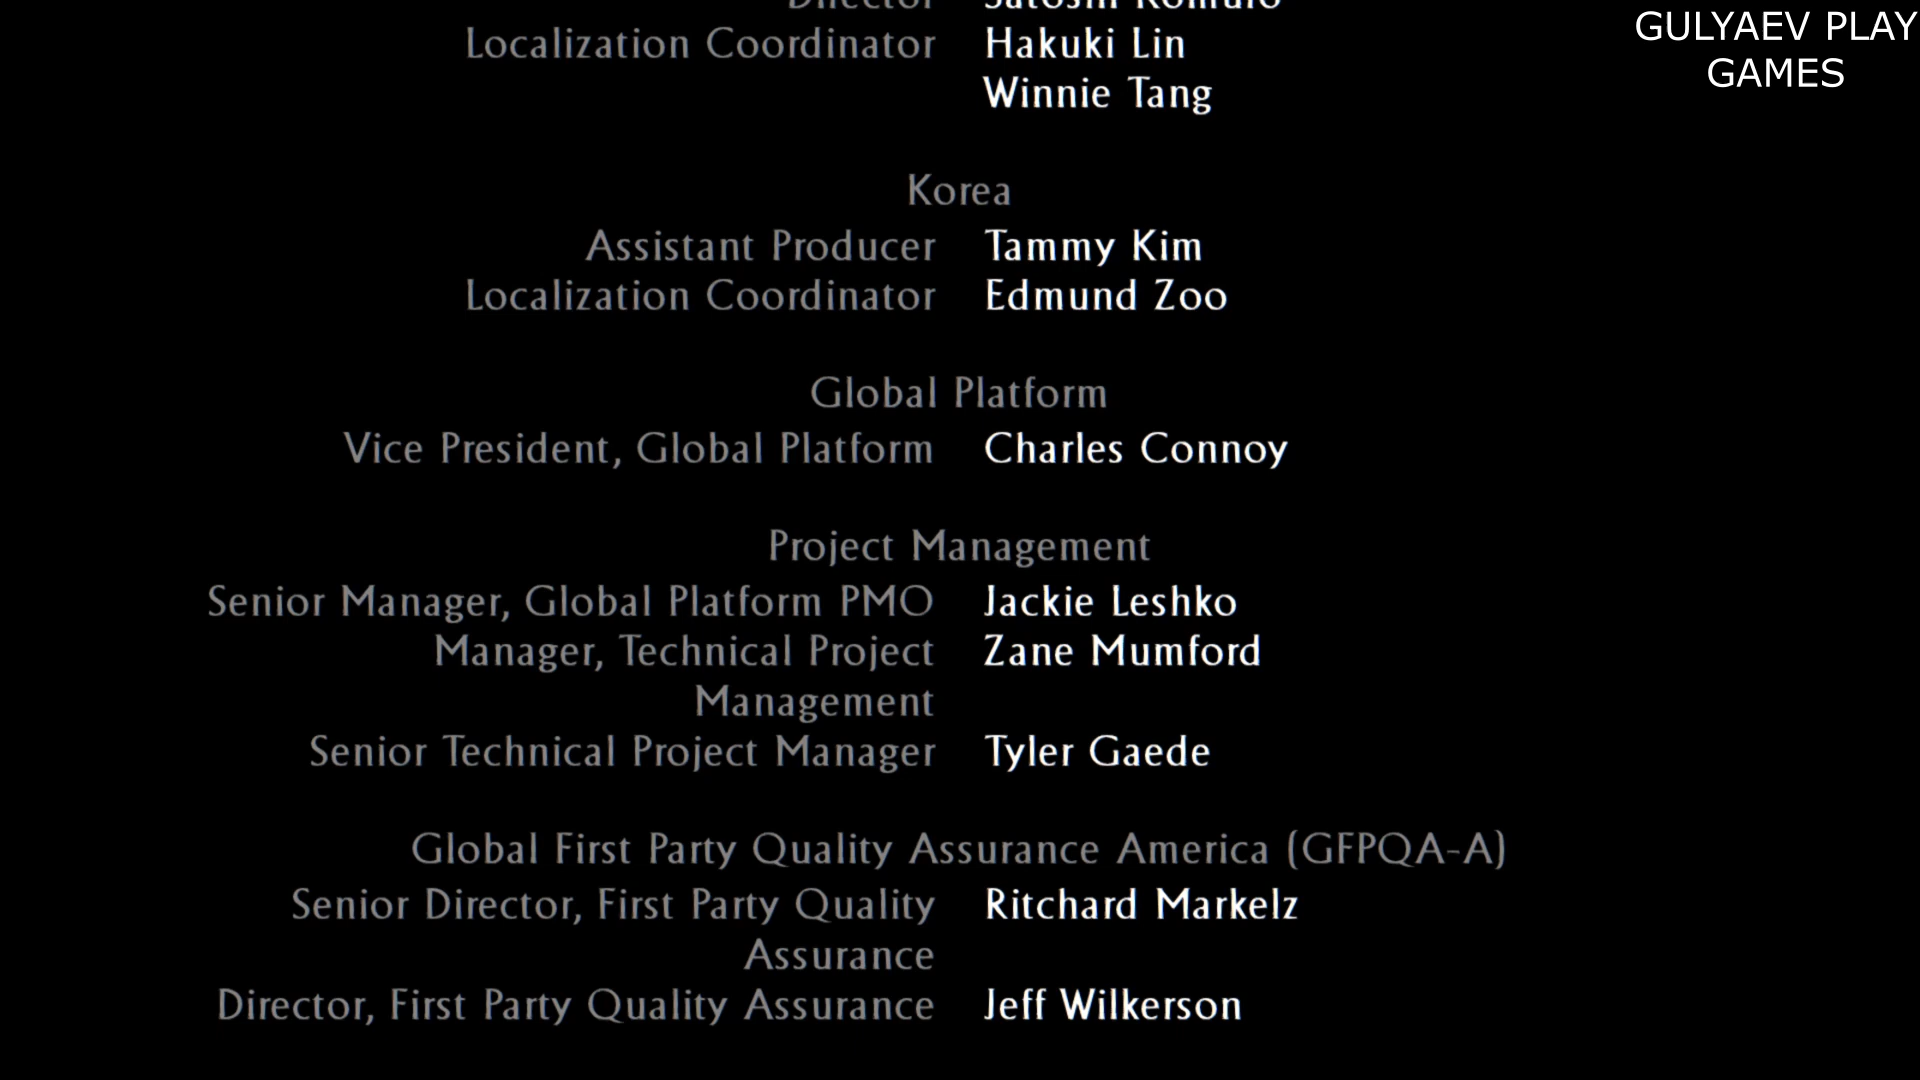 Localization Coordinator Hakuki Lin
Winnie Tang
GULYAEV PLAY
GAMES
Korea
Assistant Producer Tammy Kim
Localization Coordinator Edmund Zoo
Global Platform
Vice President, Global Platform Charles Connoy
Project Management
Senior Manager, Global Platform PMO Jackie Leshko
Manager, Technical Project Zane Mumford
Management
Senior Technical Project Manager Tyler Gaede
Global First Party Quality Assurance America (GFPQA-A)
Senior Director, First Party Quality Ritchard Markelz
Assurance
Director, First Party Quality Assurance Jeff Wilkerson